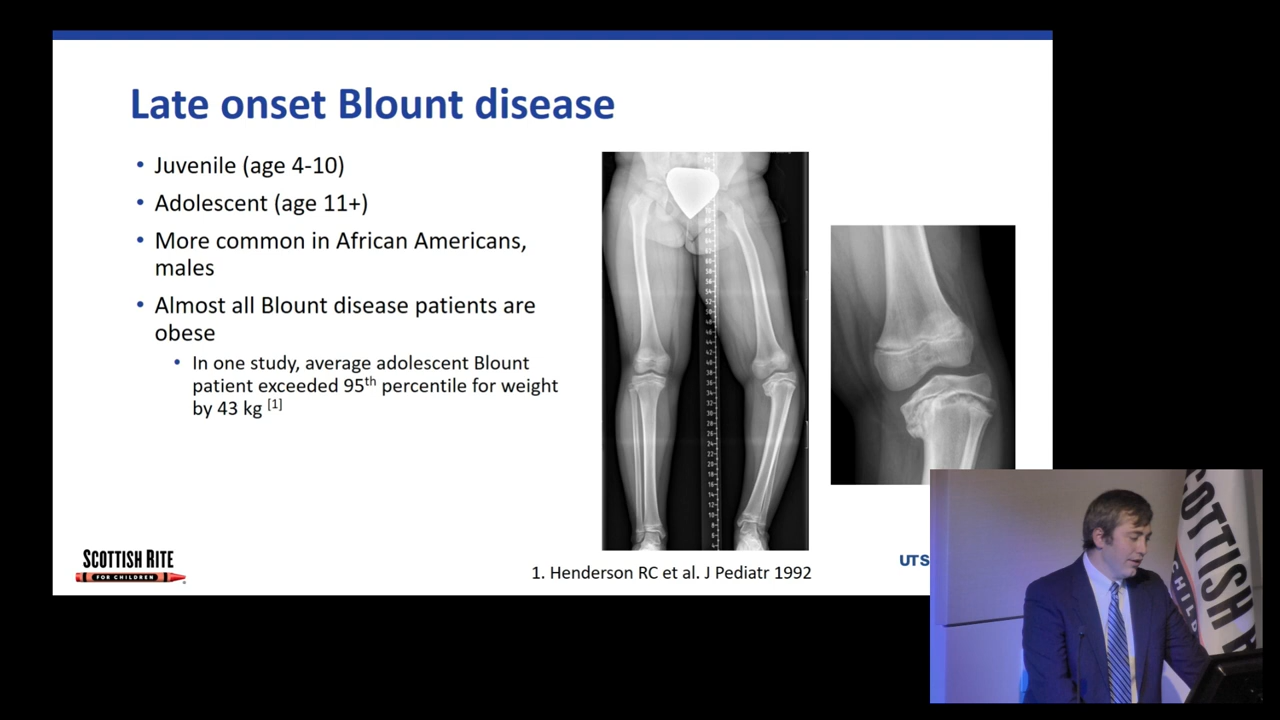 Late onset Blount disease
• Juvenile (age 4-10)
• Adolescent (age 11+)
• More common in African Americans,
males
• Almost all Blount disease patients are
obese
• In one study, average adolescent Blount
patient exceeded 95th percentile for weight
by 43 kg [1]
SCOTTISH RITE
FOR CHILDREN
1. Henderson RC et al. J Pediatr 1992
UTS
COTTISH
CHIL